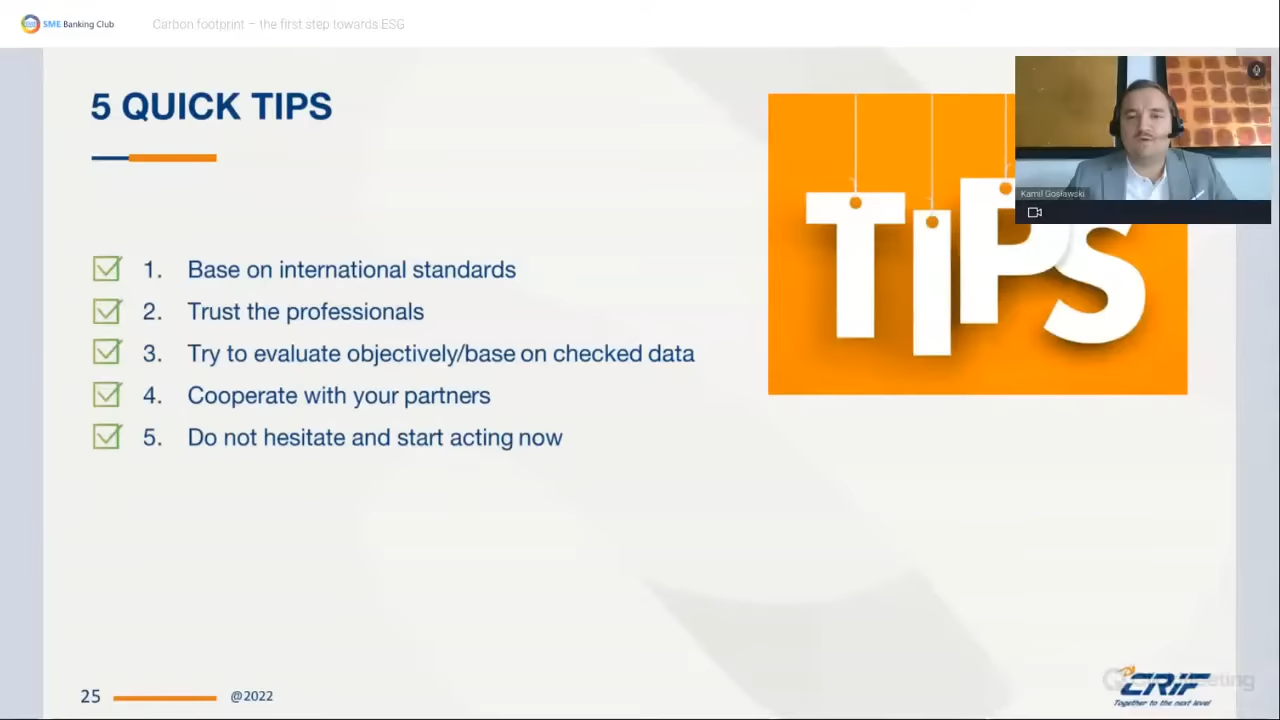 SME Banking Club
Carbon footprint – the first step towards ESG
5 QUICK TIPS
TIPS
Kamil Gosławski
1. Base on international standards
2. Trust the professionals
3. Try to evaluate objectively/base on checked data
4. Cooperate with your partners
5. Do not hesitate and start acting now
25
@2022
CRIF
Together to the next level